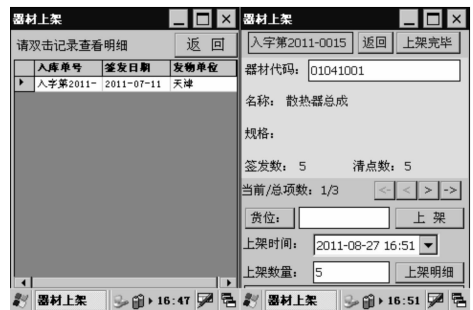 器材上架
请双击记录查看明细
返 回
入库单号 签发日期 发物单位
入字第2011- 2011-07-11 天津
器材上架 16:47
器材上架
入字第2011-0015 返回 上架完毕
器材代码: 01041001
名称: 散热器总成
规格:
签发数: 5 清点数: 5
当前/总项数: 1/3 <- < > ->
货位: 上 架
上架时间: 2011-08-27 16:51
上架数量: 5 上架明细
器材上架 16:51